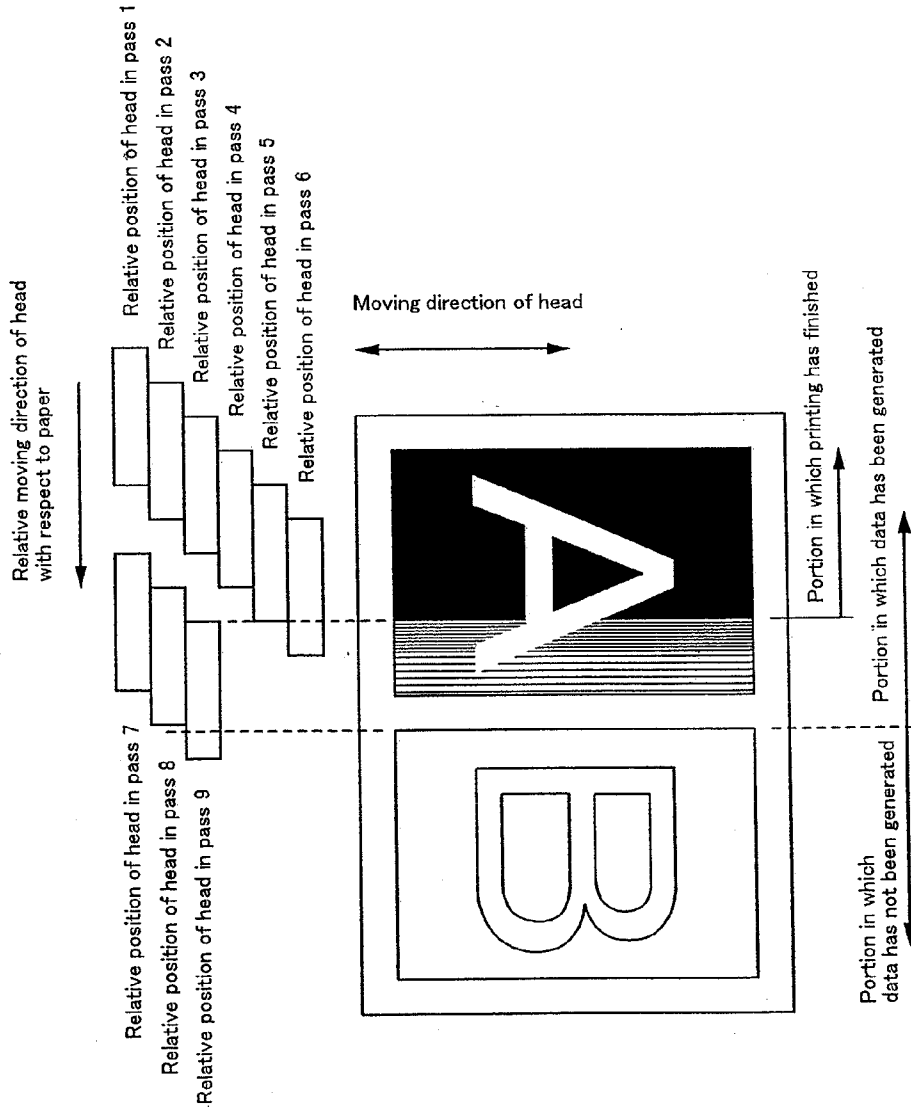 Relative moving direction of head
with respect to paper
Relative position of head in pass 1
Relative position of head in pass 2
Relative position of head in pass 3
Relative position of head in pass 4
Relative position of head in pass 5
Relative position of head in pass 6
Relative position of head in pass 7
Relative position of head in pass 8
Relative position of head in pass 9
Moving direction of head
A
B
Portion in which printing has finished
Portion in which data has been generated
Portion in which
data has not been generated